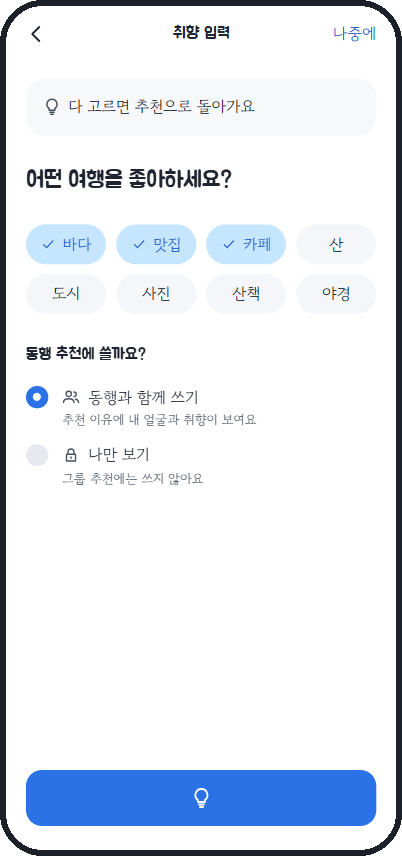 취향 입력
나중에
다 고르면 추천으로 돌아가요
어떤 여행을 좋아하세요?
바다 맛집 카페 산
도시 사진 산책 야경
동행 추천에 쓸까요?
동행과 함께 쓰기
추천 이유에 내 얼굴과 취향이 보여요
나만 보기
그룹 추천에는 쓰지 않아요